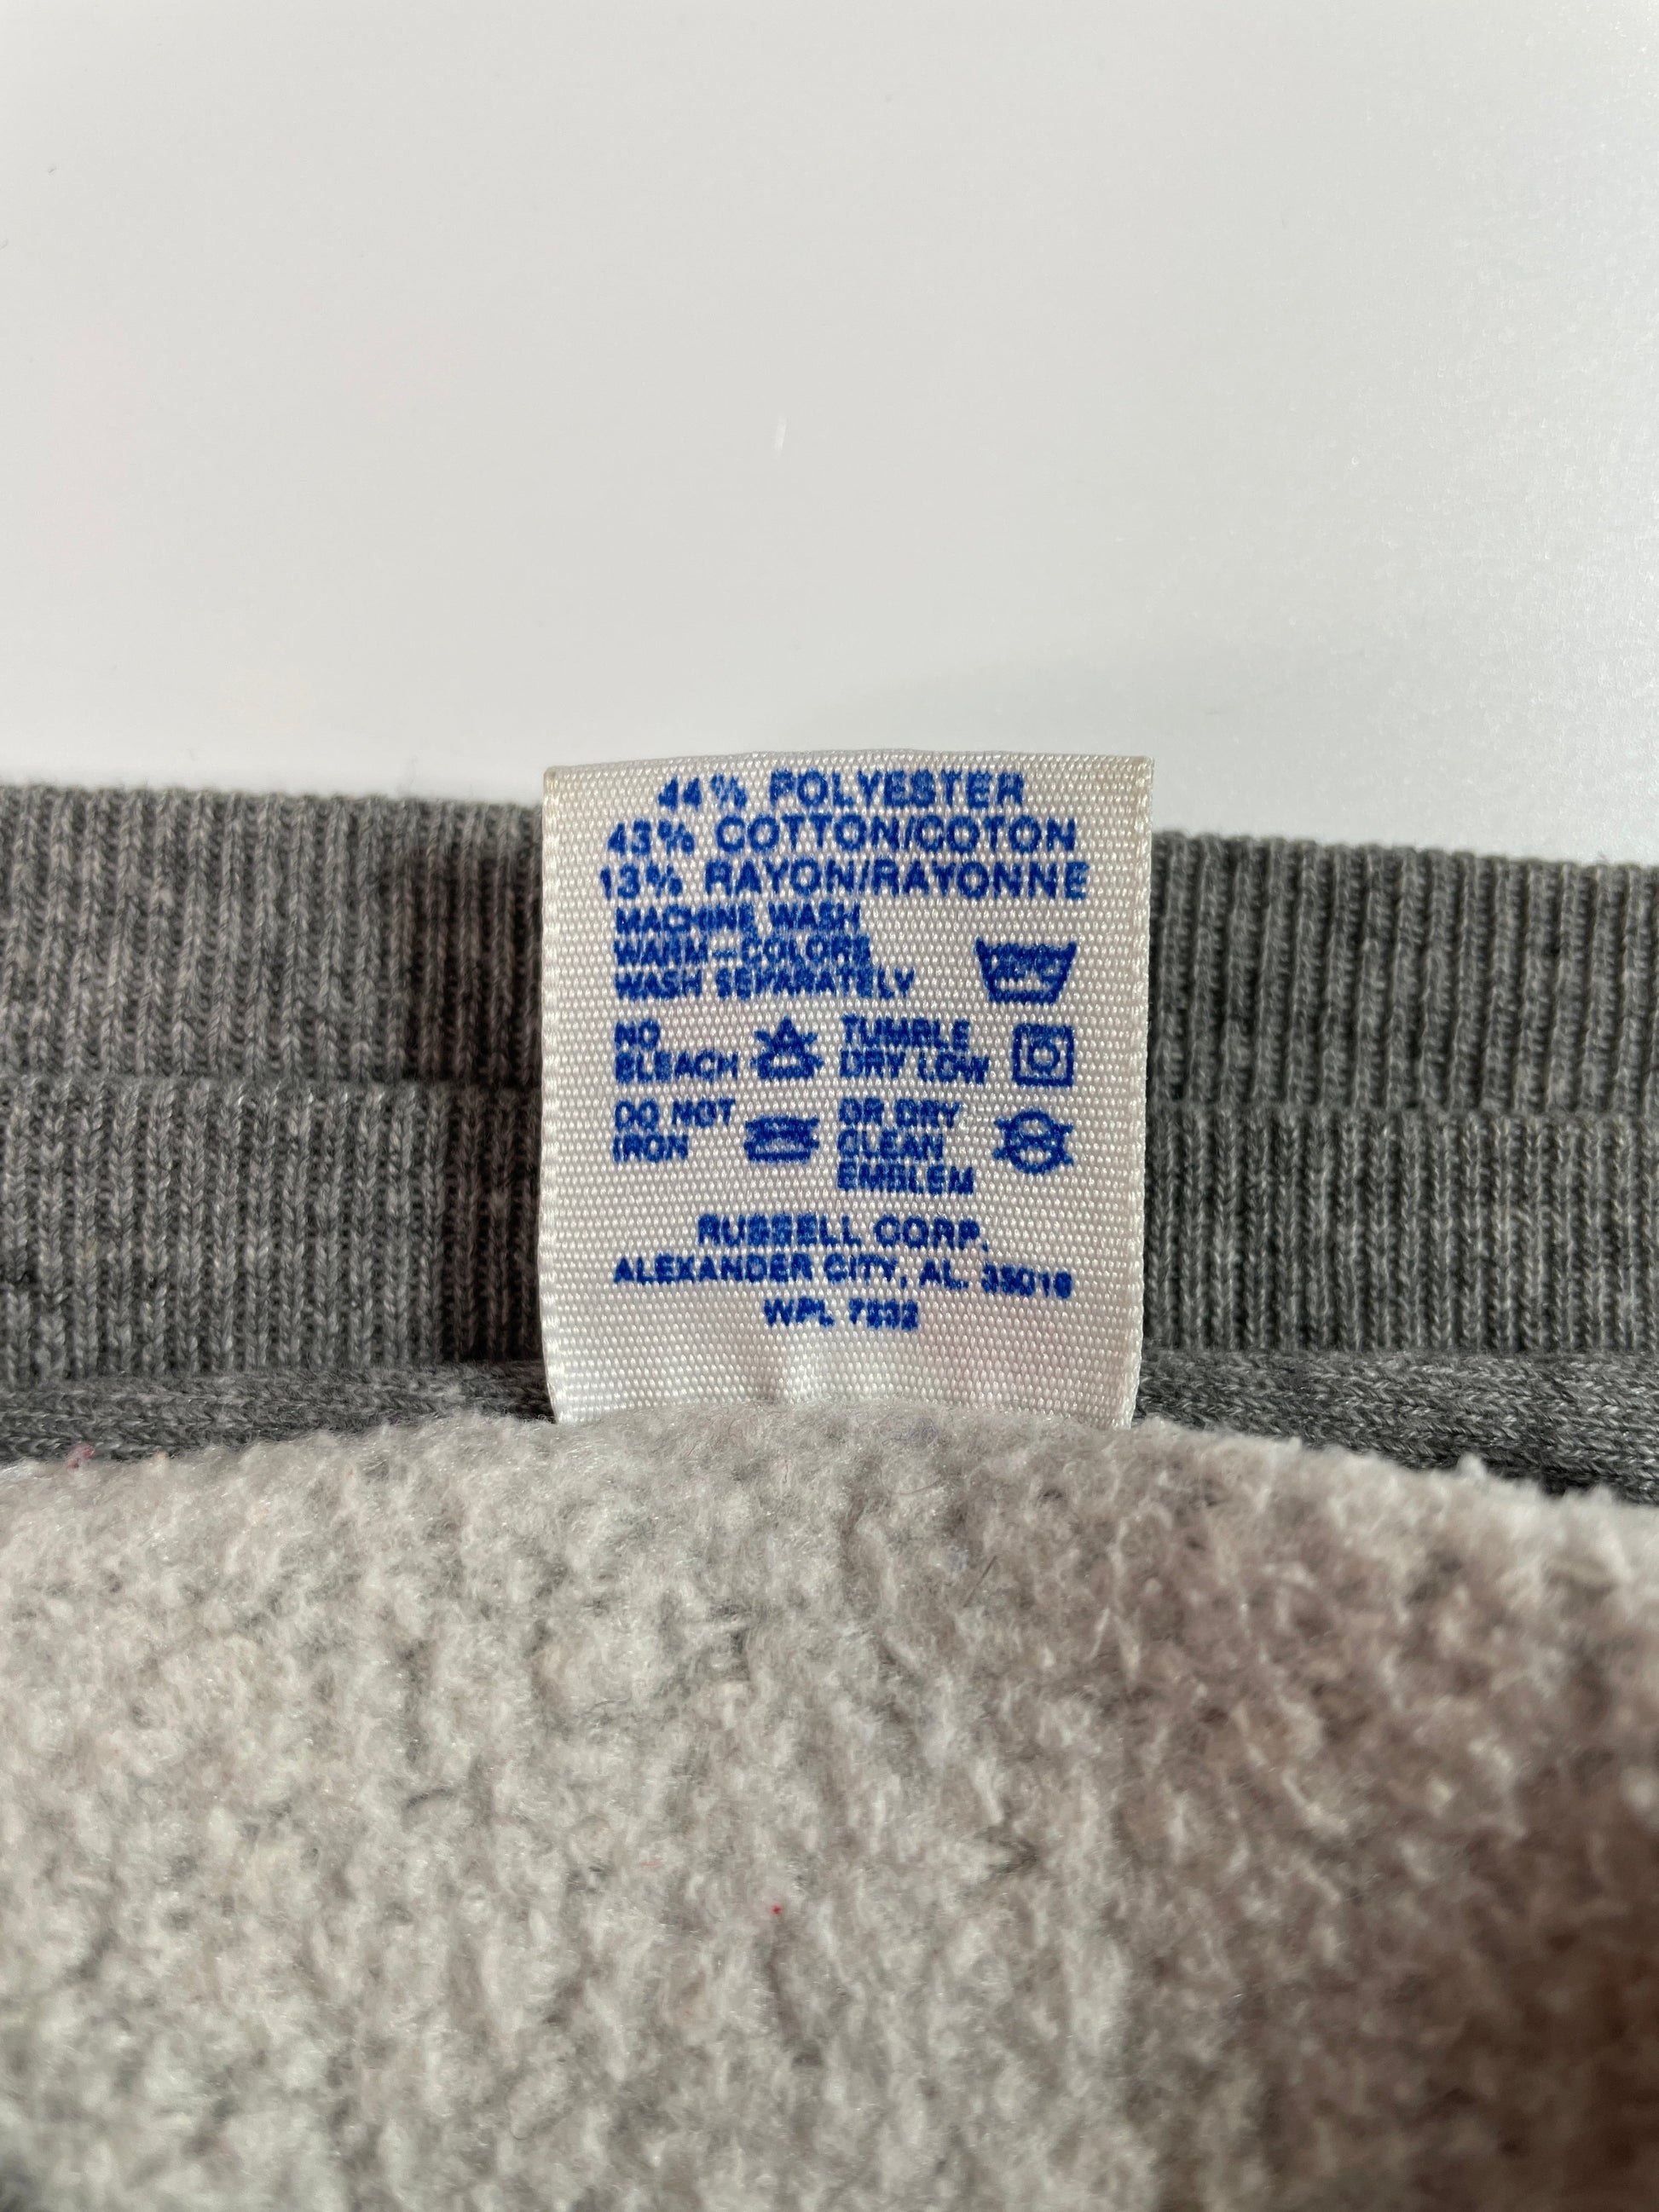 44% POLYESTER
43% COTTON/COTON
13% RAYON/RAYONNE
MACHINE WASH
WARM—COLORS
WASH SEPARATELY
NO
BLEACH
TUMBLE
DRY LOW
DO NOT
IRON
OR DRY
CLEAN
EMBLEM
RUSSELL CORP.
ALEXANDER CITY, AL. 35010
WPL 7932